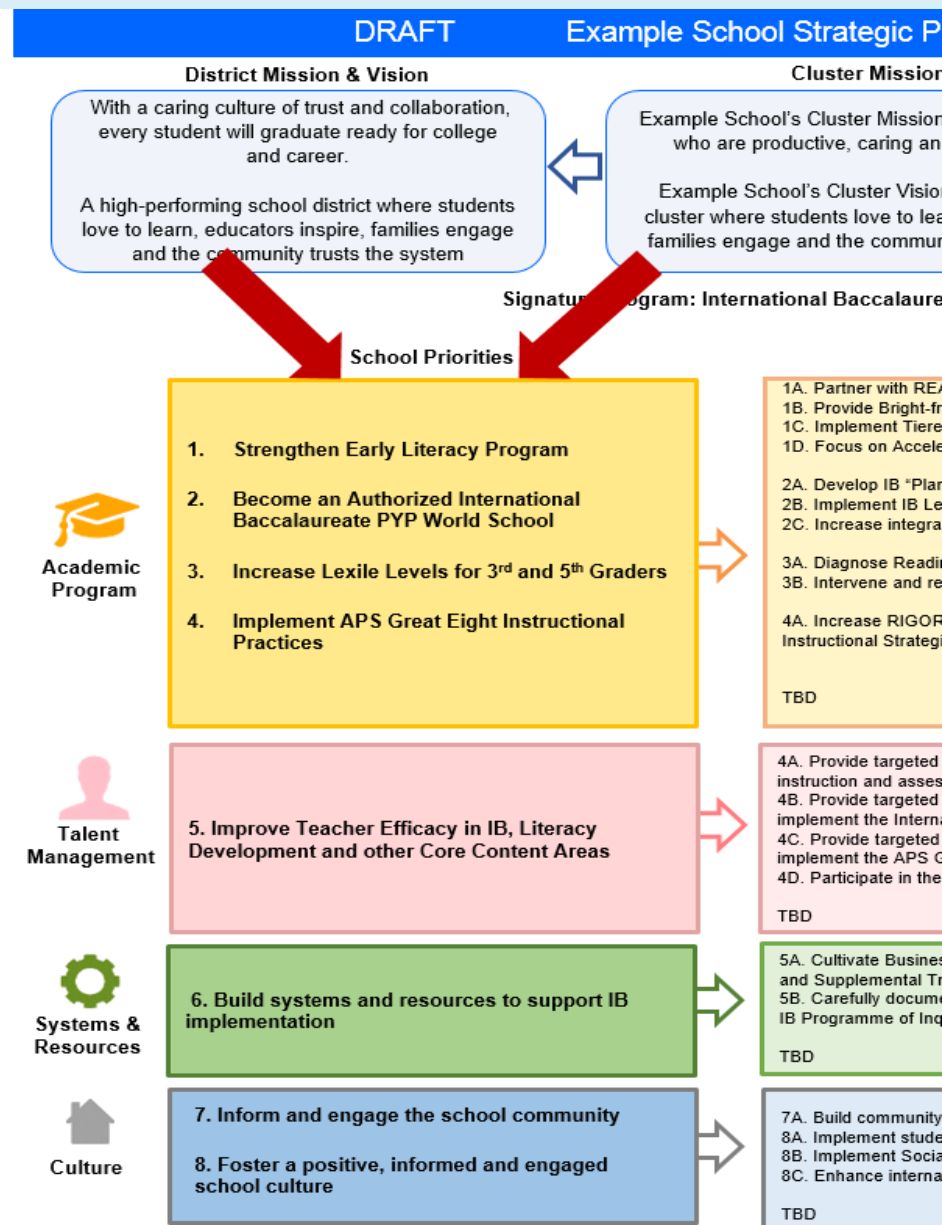 DRAFT Example School Strategic P
District Mission & Vision
With a caring culture of trust and collaboration,
every student will graduate ready for college
and career.
A high-performing school district where students
love to learn, educators inspire, families engage
and the community trusts the system
Cluster Mission
Example School's Cluster Mission
who are productive, caring an
Example School's Cluster Vision
cluster where students love to lea
families engage and the commun
Signature Program: International Baccalaure
School Priorities
Academic
Program
1. Strengthen Early Literacy Program
2. Become an Authorized International
Baccalaureate PYP World School
3. Increase Lexile Levels for 3rd and 5th Graders
4. Implement APS Great Eight Instructional
Practices
1A. Partner with REA
1B. Provide Bright-fr
1C. Implement Tiere
1D. Focus on Accele
2A. Develop IB “Plan
2B. Implement IB Le
2C. Increase integra
3A. Diagnose Readin
3B. Intervene and re
4A. Increase RIGOR
Instructional Strategi
TBD
Talent
Management
5. Improve Teacher Efficacy in IB, Literacy
Development and other Core Content Areas
4A. Provide targeted
instruction and asses
4B. Provide targeted
implement the Interna
4C. Provide targeted
implement the APS G
4D. Participate in the
TBD
Systems &
Resources
6. Build systems and resources to support IB
implementation
5A. Cultivate Busines
and Supplemental Tr
5B. Carefully docume
IB Programme of Inq
TBD
Culture
7. Inform and engage the school community
8. Foster a positive, informed and engaged
school culture
7A. Build community
8A. Implement stude
8B. Implement Socia
8C. Enhance interna
TBD